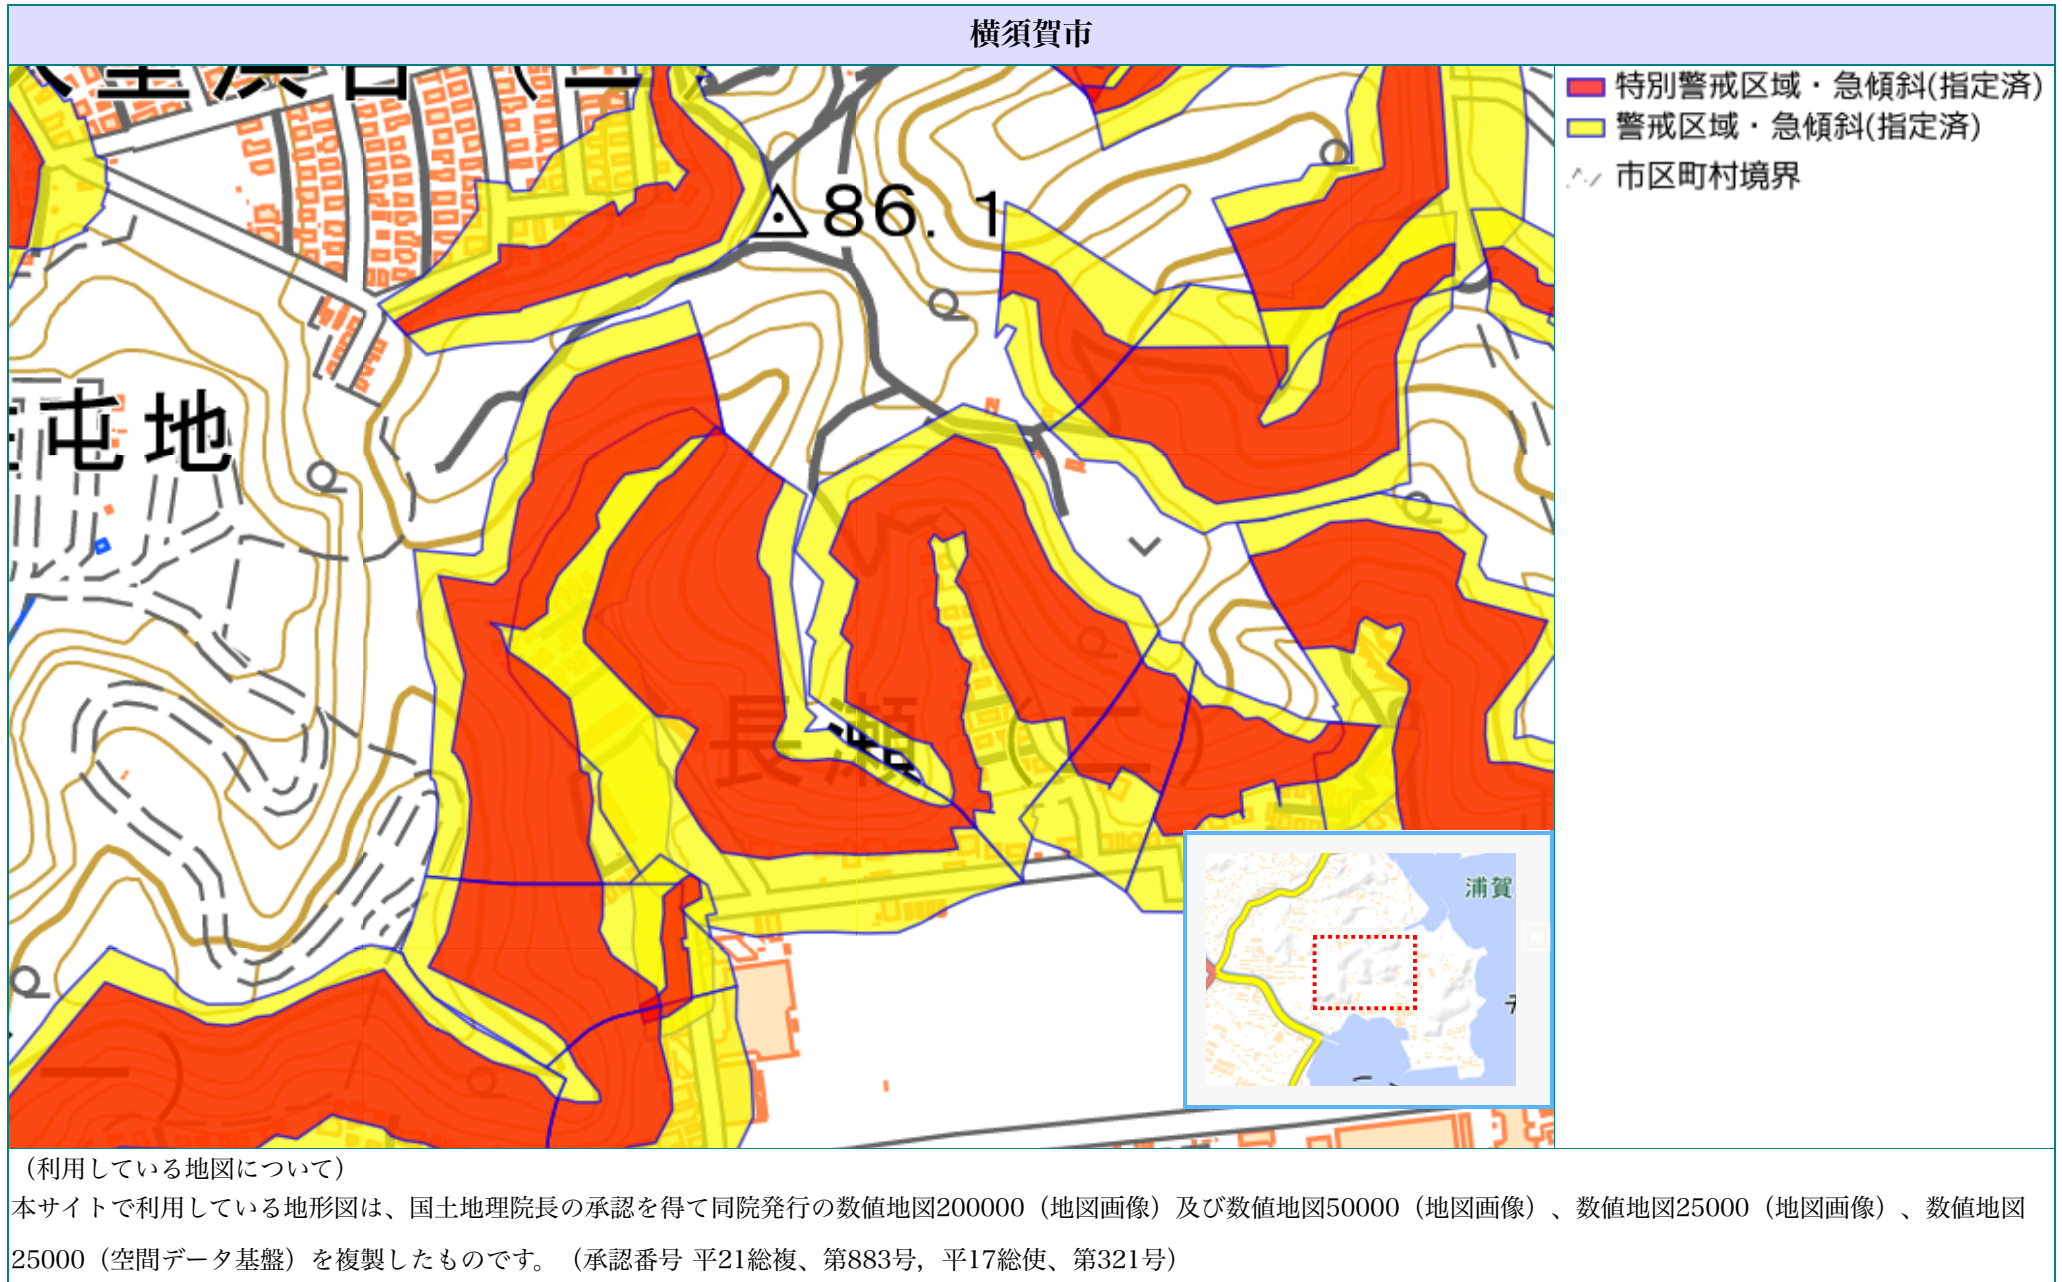 横須賀市
特別警戒区域・急傾斜(指定済)
警戒区域・急傾斜(指定済)
市区町村境界
86.1
屯地
長瀬(二)
浦賀
一)
（利用している地図について）
本サイトで利用している地形図は、国土地理院長の承認を得て同院発行の数値地図200000（地図画像）及び数値地図50000（地図画像）、数値地図25000（地図画像）、数値地図
25000（空間データ基盤）を複製したものです。（承認番号 平21総複、第883号，平17総使、第321号）